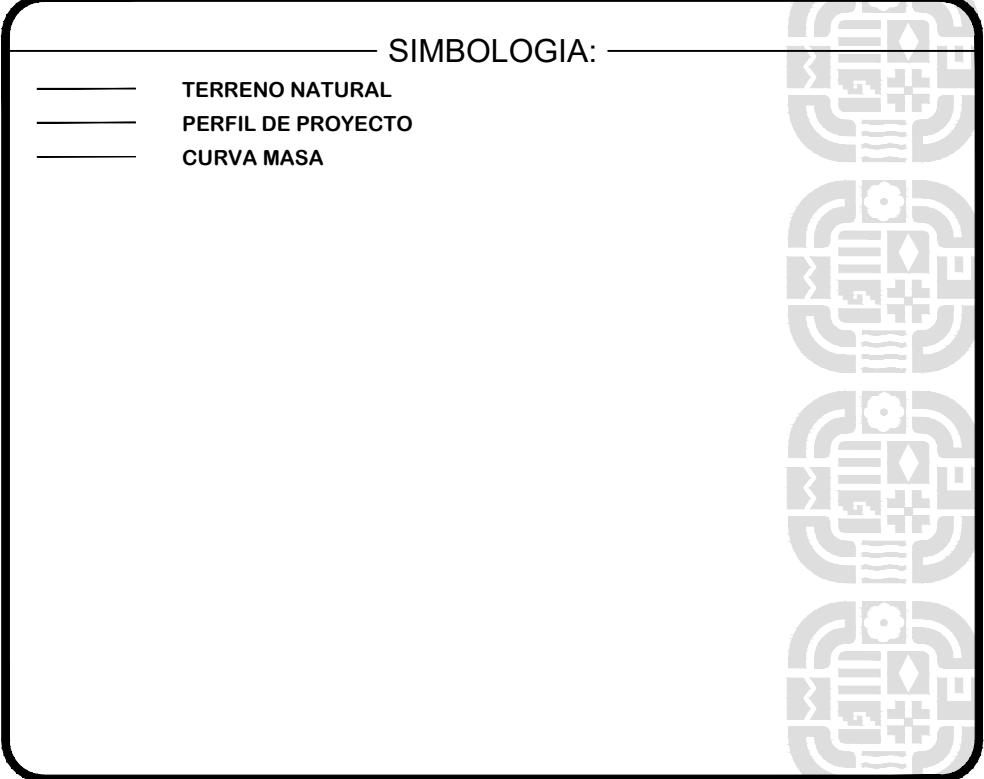 SIMBOLOGIA:
TERRENO NATURAL
PERFIL DE PROYECTO
CURVA MASA